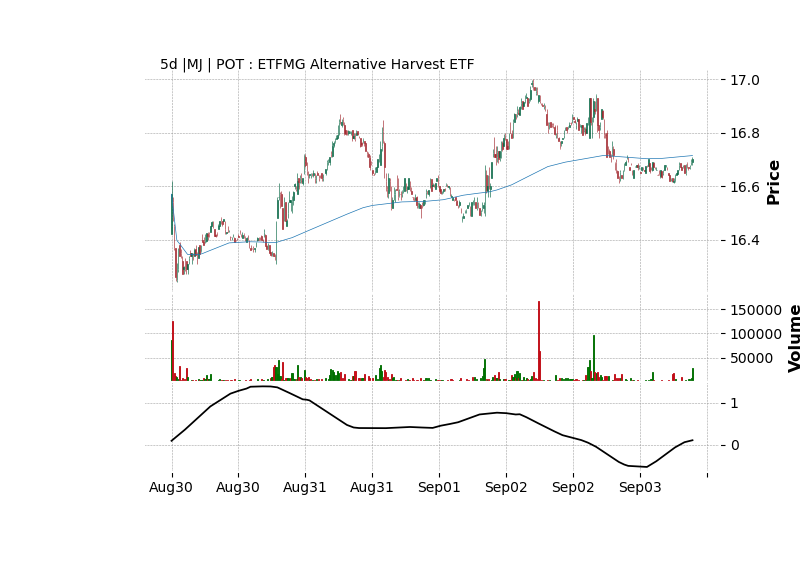 5d |MJ | POT : ETFMG Alternative Harvest ETF
17.0
16.8
16.6
16.4
Price
150000
100000
50000
Volume
1
0
Aug30 Aug30 Aug31 Aug31 Sep01 Sep02 Sep02 Sep03